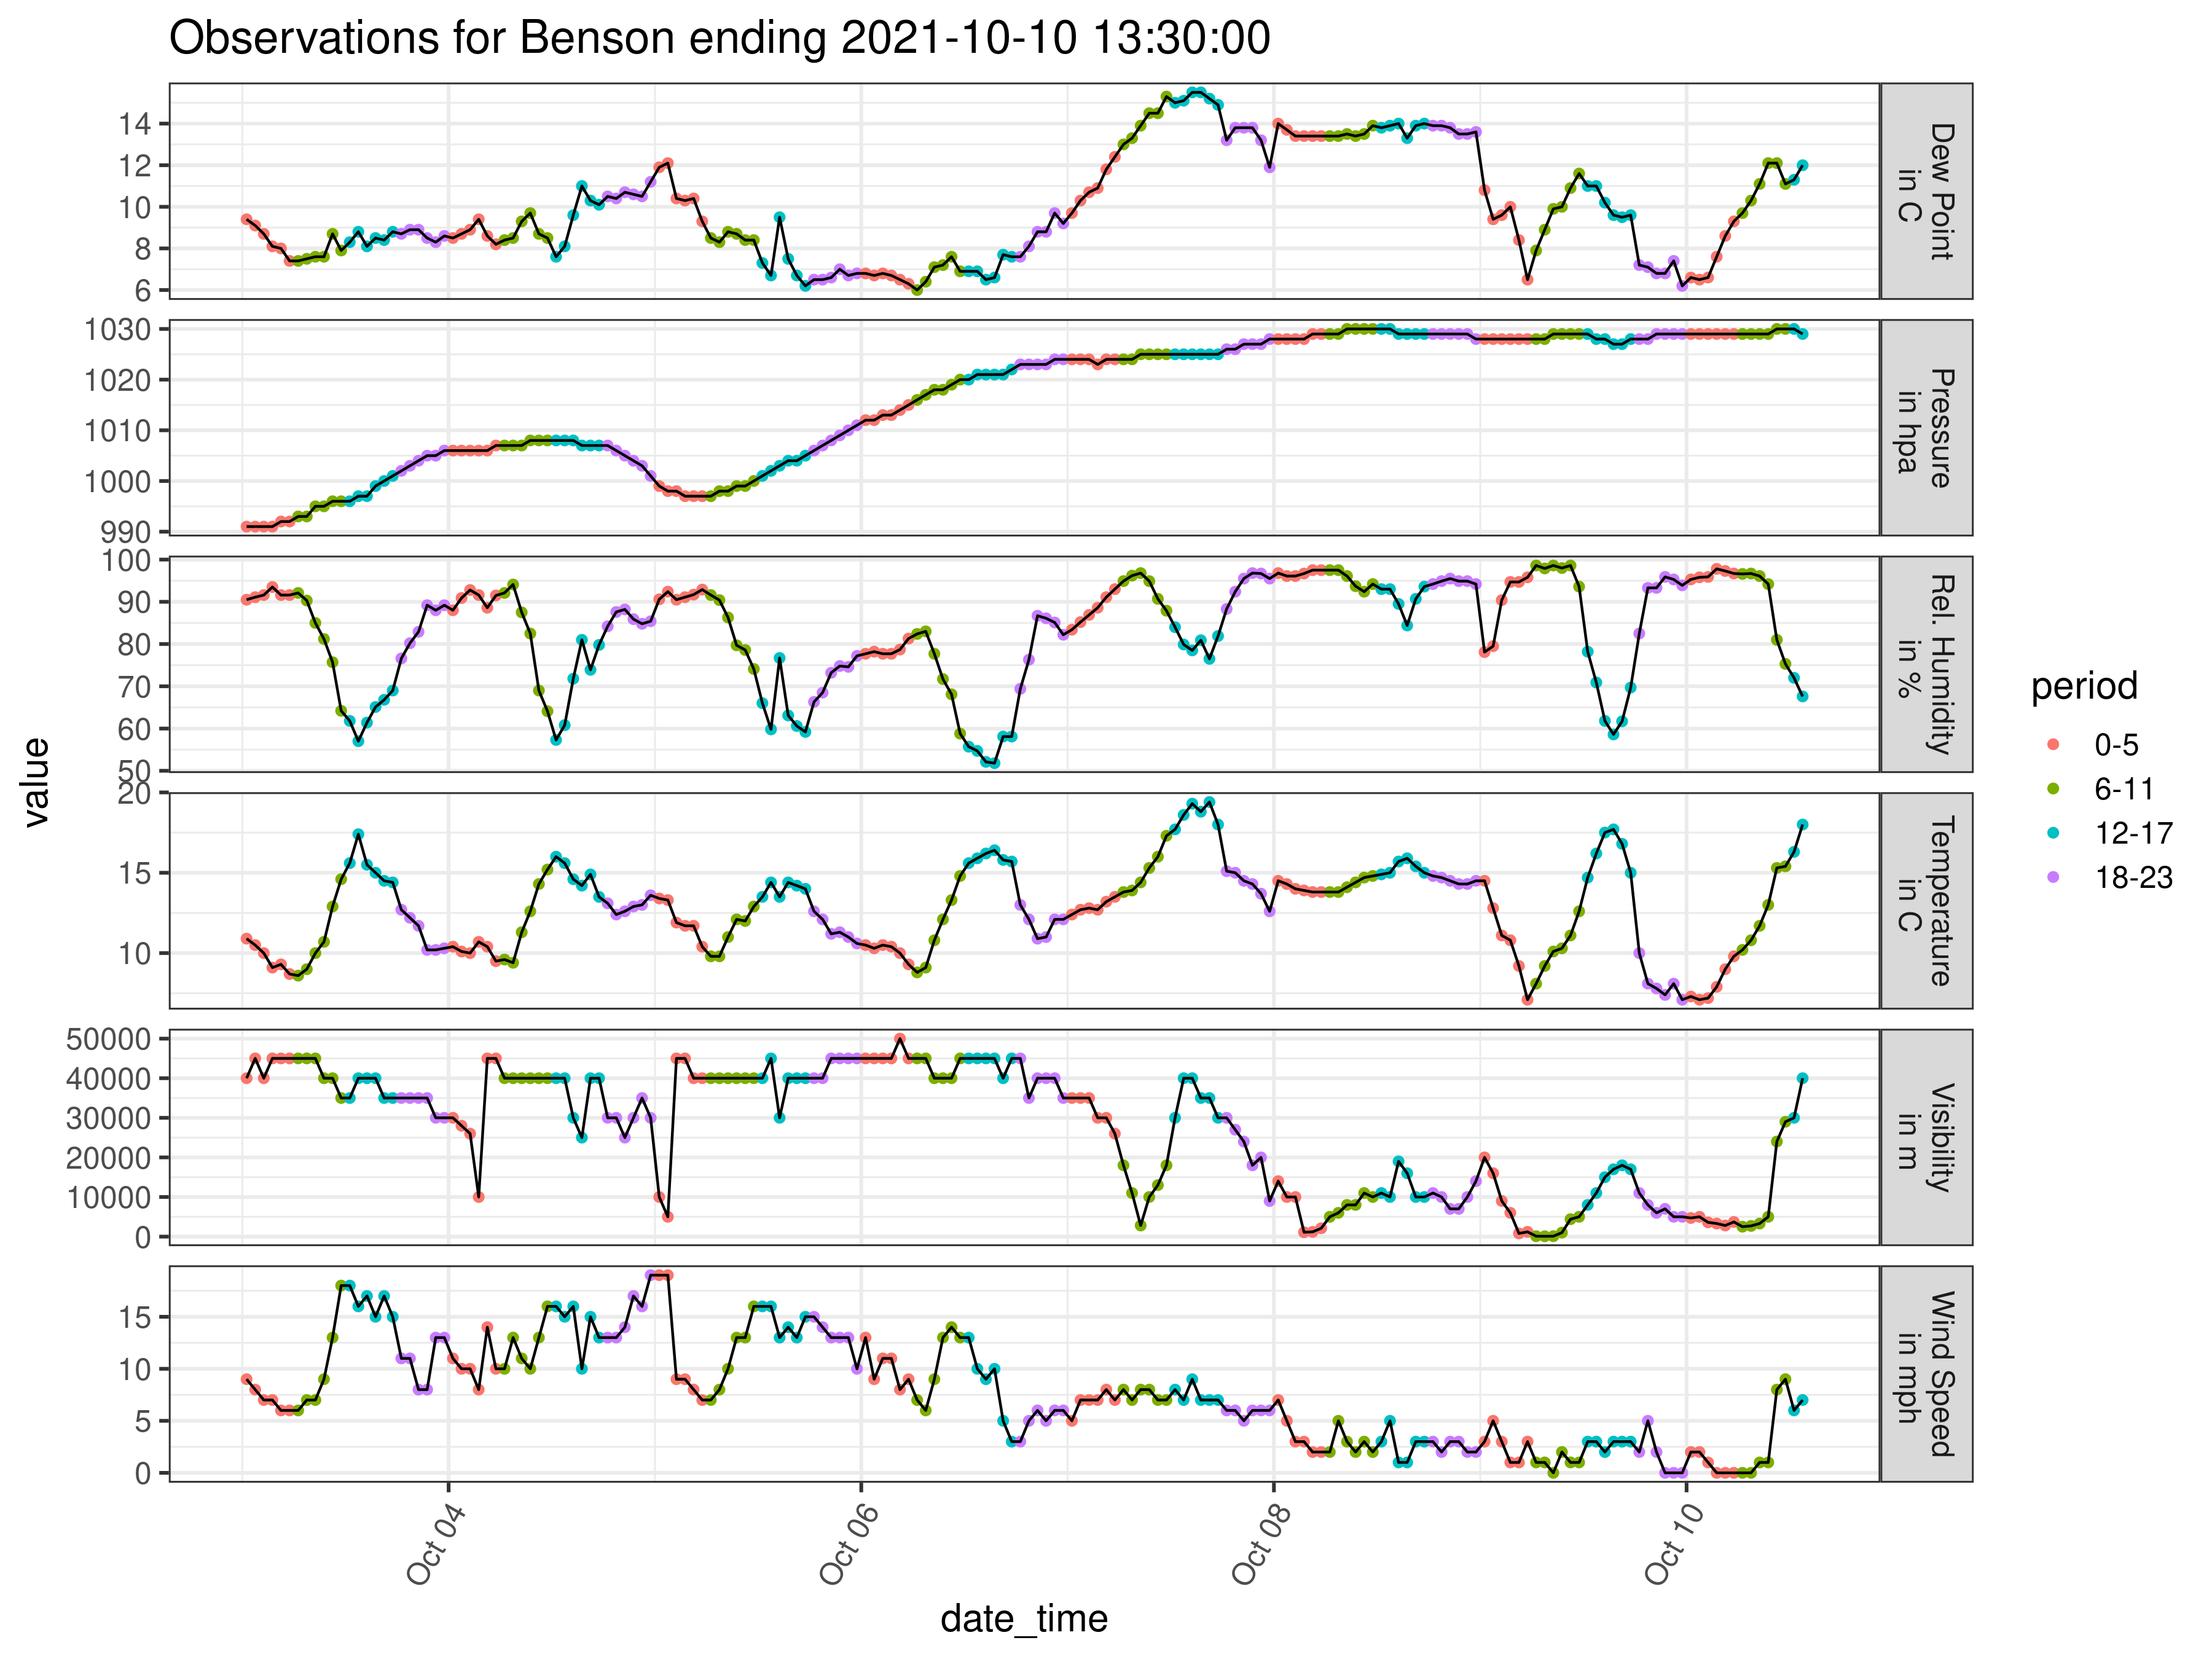 Observations for Benson ending 2021-10-10 13:30:00
value
14
12
10
8
6
Dew Point
in C
1030
1020
1010
1000
990
Pressure
in hpa
100
90
80
70
60
50
Rel. Humidity
in %
20
15
10
Temperature
in C
50000
40000
30000
20000
10000
0
Visibility
in m
15
10
5
0
Wind Speed
in mph
Oct 04
Oct 06
Oct 08
Oct 10
date_time
period
0-5
6-11
12-17
18-23